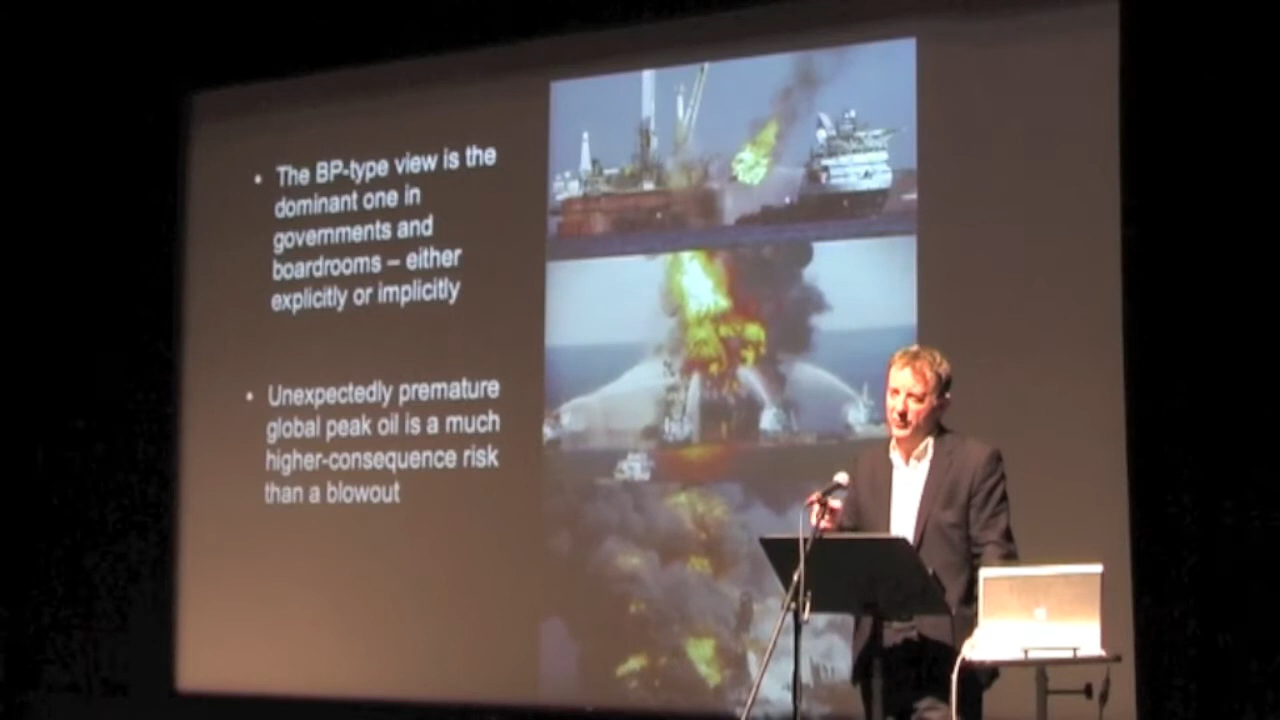 • The BP-type view is the
dominant one in
governments and
boardrooms – either
explicitly or implicitly
• Unexpectedly premature
global peak oil is a much
higher-consequence risk
than a blowout